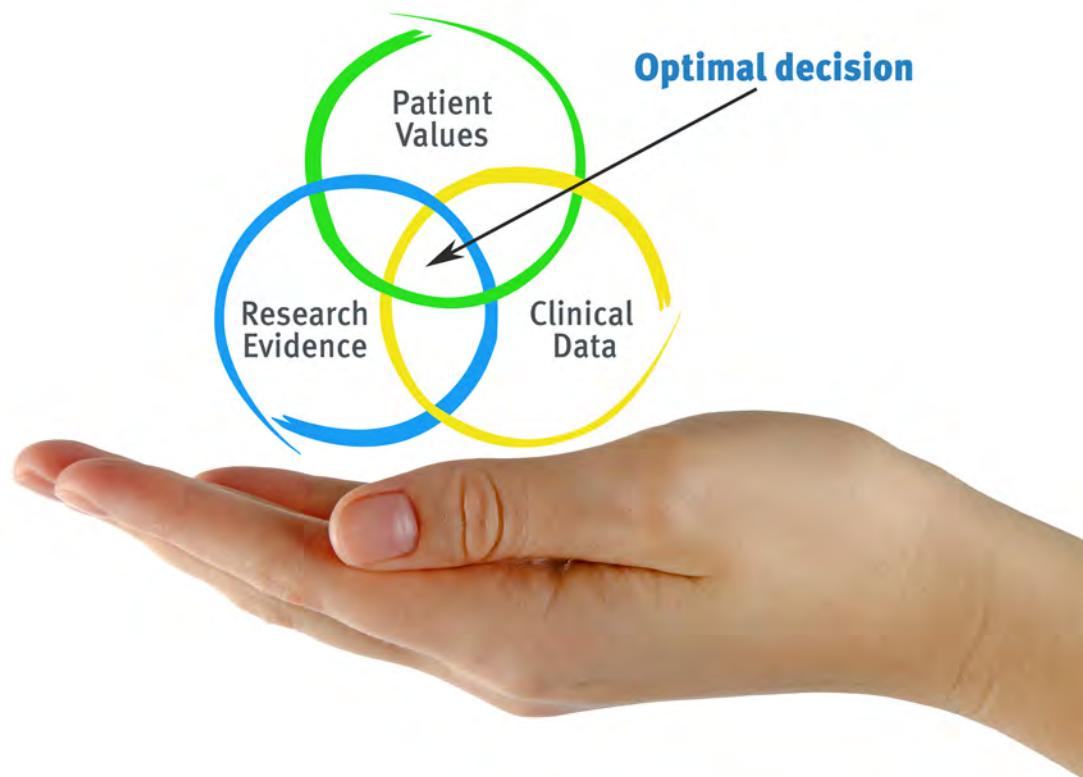 Optimal decision
Patient
Values
Research
Evidence
Clinical
Data